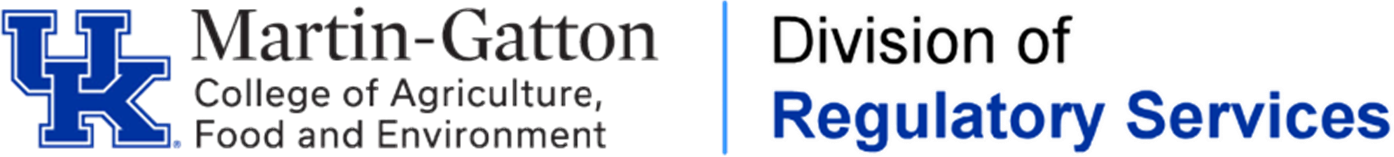 UK®
Martin-Gatton
College of Agriculture,
Food and Environment
Division of
Regulatory Services